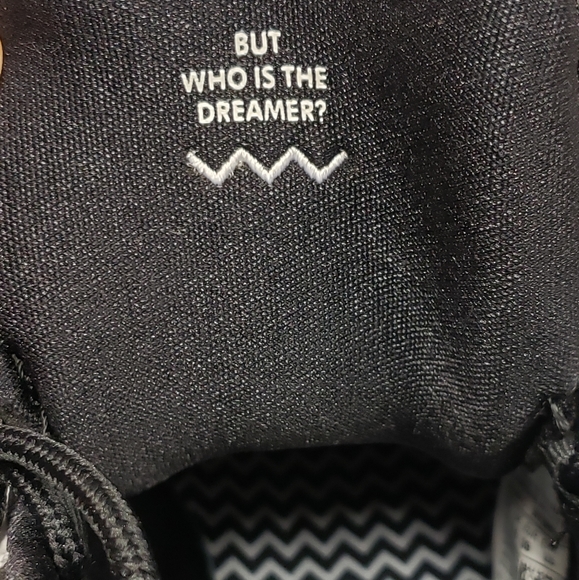 BUT
WHO IS THE
DREAMER?